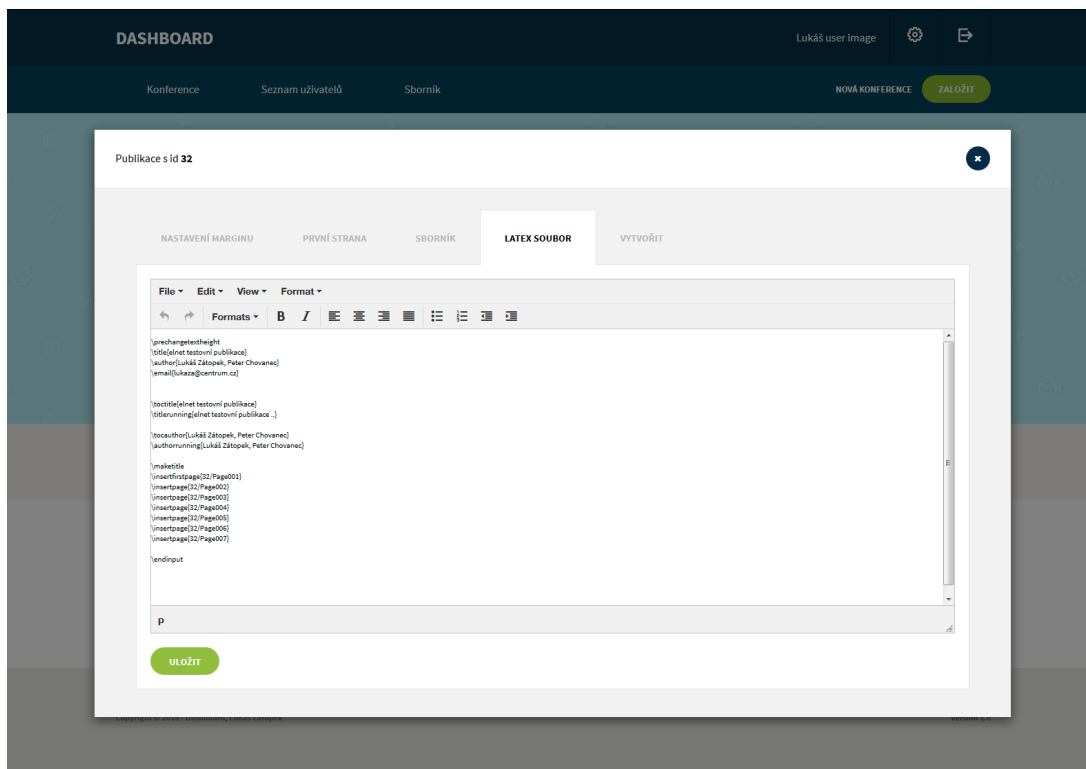 DASHBOARD
Lukáš user image
Konference Seznam uživatelů Sborník
NOVÁ KONFERENCE ZALOŽIT
Publikace s id 32
NASTAVENÍ MARGINU PRVNÍ STRANA SBORNÍK LATEX SOUBOR VYTVOŘIT
File Edit View Format
Formats B I
\prechangetextheight
\title{elnet testovní publikace}
\author{Lukáš Zátopek, Peter Chovanec}
\email{lukaza@centrum.cz}
\toctitle{elnet testovní publikace}
\titlerunning{elnet testovní publikace ..}
\tocauthor{Lukáš Zátopek, Peter Chovanec}
\authorrunning{Lukáš Zátopek, Peter Chovanec}
\maketitle
\insertfirstpage{32/Page001}
\insertpage{32/Page002}
\insertpage{32/Page003}
\insertpage{32/Page004}
\insertpage{32/Page005}
\insertpage{32/Page006}
\insertpage{32/Page007}
\endinput
p
ULOŽIT